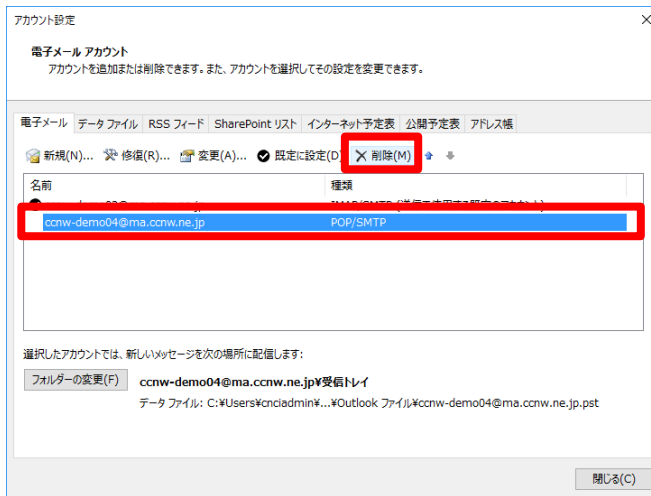 アカウント設定
電子メール アカウント
アカウントを追加または削除できます。また、アカウントを選択してその設定を変更できます。
電子メール データ ファイル RSS フィード SharePoint リスト インターネット予定表 公開予定表 アドレス帳
新規(N)... 修復(R)... 変更(A)... 既定に設定(D) 削除(M)
名前 種類
ccnw-demo04@ma.ccnw.ne.jp POP/SMTP
選択したアカウントでは、新しいメッセージを次の場所に配信します:
フォルダーの変更(F) ccnw-demo04@ma.ccnw.ne.jp¥受信トレイ
データ ファイル: C:¥Users¥cnciadmin¥...¥Outlook ファイル¥ccnw-demo04@ma.ccnw.ne.jp.pst
閉じる(C)